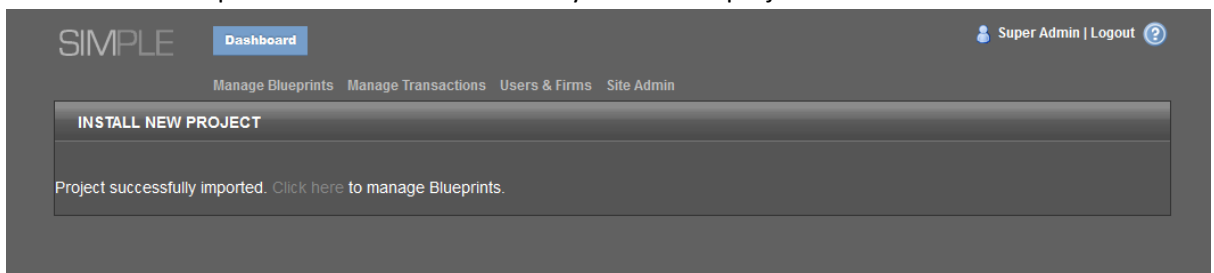 SIMPLE Dashboard Super Admin | Logout ?
Manage Blueprints Manage Transactions Users & Firms Site Admin
INSTALL NEW PROJECT
Project successfully imported. Click here to manage Blueprints.